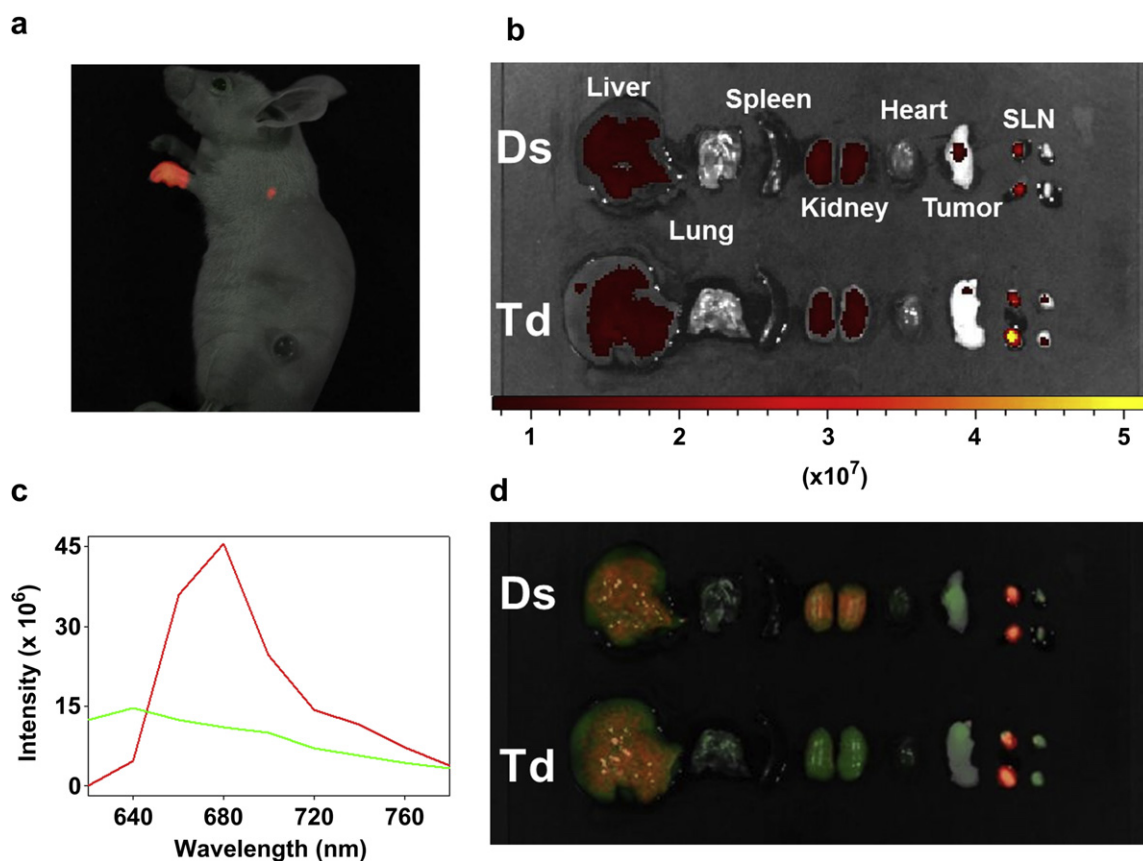 a
b
Liver
Spleen
Heart
SLN
Ds
Lung
Kidney
Tumor
Td
1 2 3 4 5
(x10⁷)
c
45
30
15
0
Intensity (x 10⁶)
640 680 720 760
Wavelength (nm)
d
Ds
Td